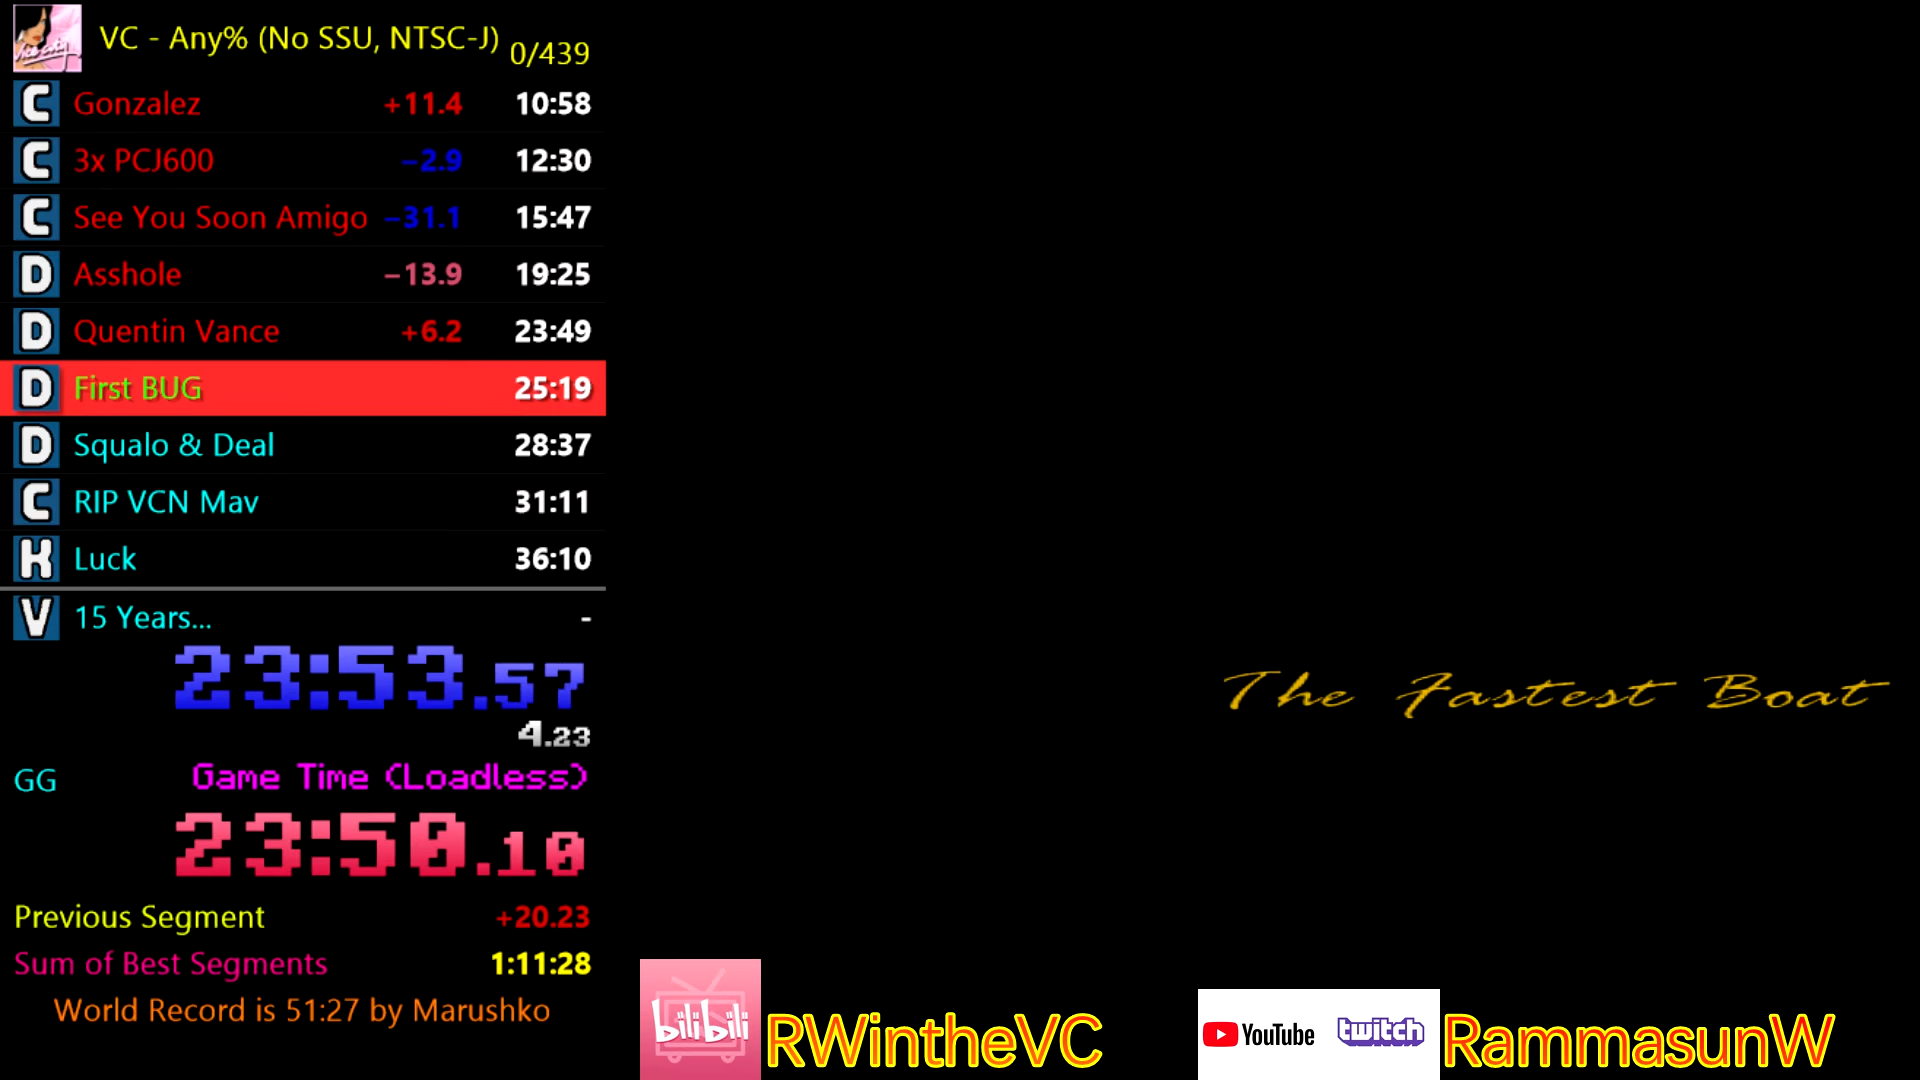 VC - Any% (No SSU, NTSC-J) 0/439
C Gonzalez +11.4 10:58
C 3x PCJ600 −2.9 12:30
C See You Soon Amigo −31.1 15:47
D Asshole −13.9 19:25
D Quentin Vance +6.2 23:49
D First BUG 25:19
D Squalo & Deal 28:37
C RIP VCN Mav 31:11
K Luck 36:10
V 15 Years... -
23:53.57
4.23
GG Game Time (Loadless)
23:50.10
Previous Segment +20.23
Sum of Best Segments 1:11:28
World Record is 51:27 by Marushko
The Fastest Boat
bilibili RWintheVC
YouTube twitch RammasunW